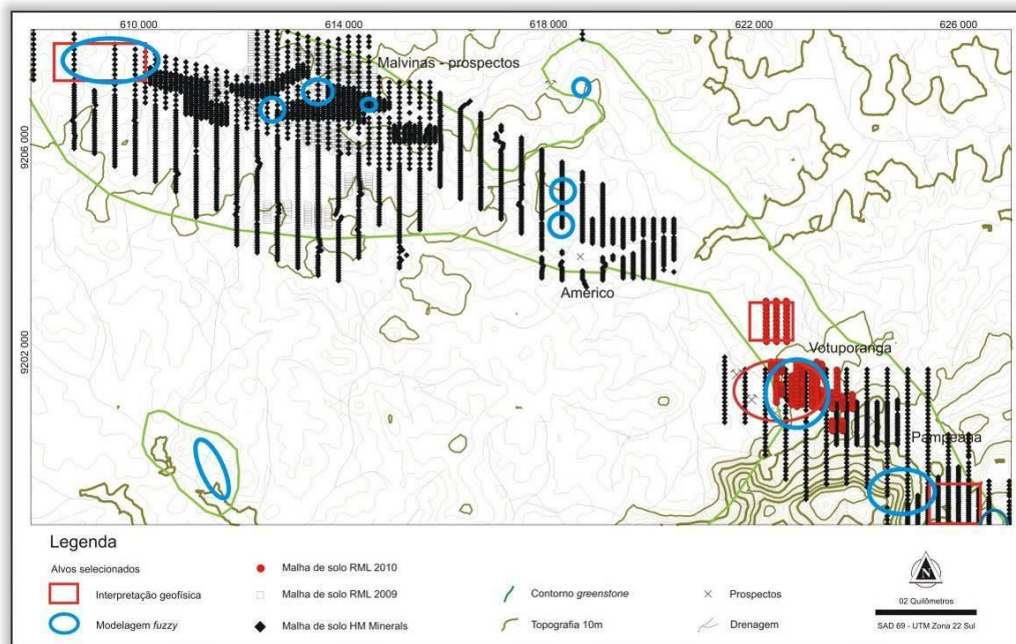 610 000
614 000
618 000
622 000
626 000
Malvinas - prospectos
9206 000
Américo
9202 000
Votuporanga
Pampeana
Legenda
Alvos selecionados
Interpretação geofísica
Modelagem fuzzy
Malha de solo RML 2010
Malha de solo RML 2009
Malha de solo HM Minerals
Contorno greenstone
Topografia 10m
Prospectos
Drenagem
N
02 Quilômetros
SAD 69 - UTM Zona 22 Sul